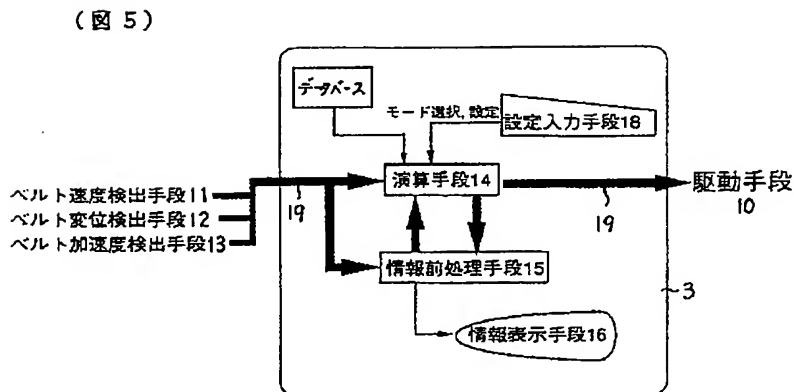 (図5)
データベース
モード選択,設定
設定入力手段18
ベルト速度検出手段11
ベルト変位検出手段12
ベルト加速度検出手段13
19
演算手段14
19
駆動手段
10
情報前処理手段15
3
情報表示手段16